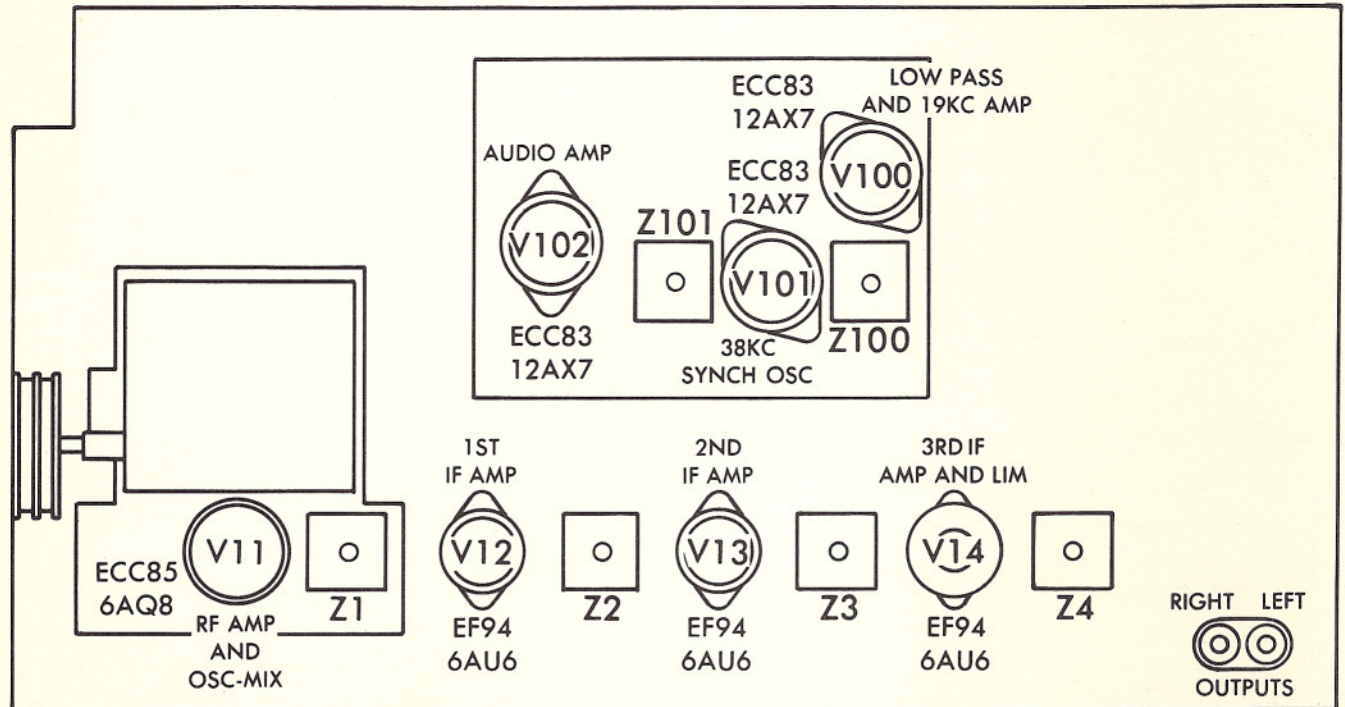 ECC83
12AX7
LOW PASS
AND 19KC AMP
V100
AUDIO AMP
V102
ECC83
12AX7
ECC83
12AX7
Z101
V101
Z100
38KC
SYNCH OSC
ECC85
6AQ8
V11
RF AMP
AND
OSC-MIX
Z1
1ST
IF AMP
V12
EF94
6AU6
Z2
2ND
IF AMP
V13
EF94
6AU6
Z3
3RD IF
AMP AND LIM
V14
EF94
6AU6
Z4
RIGHT LEFT
OUTPUTS